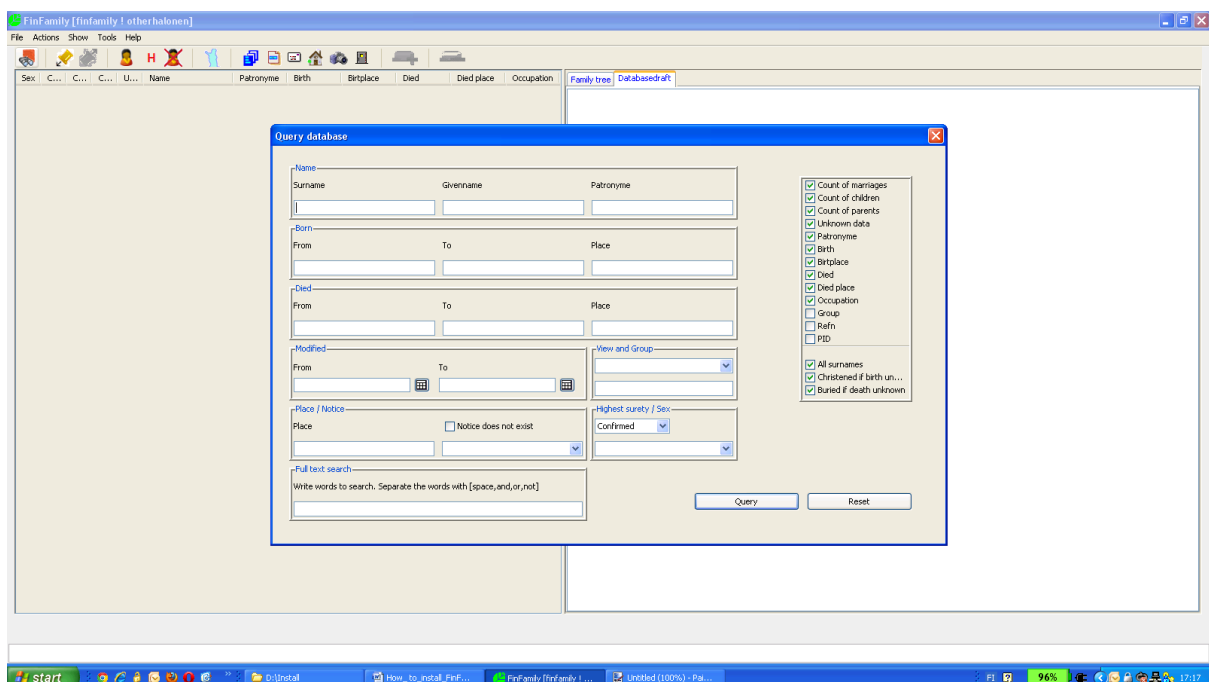 FinFamily [finfamily ! otherhalonen]
File Actions Show Tools Help
H
Sex C... C... C... U... Name Patronyme Birth Birtplace Died Died place Occupation
Family tree Databasedraft
Query database
Name
Surname Givenname Patronyme
Born
From To Place
Died
From To Place
Modified
From To
View and Group
Place / Notice
Place Notice does not exist
Highest surety / Sex
Confirmed
Full text search
Write words to search. Separate the words with [space,and,or,not]
Count of marriages
Count of children
Count of parents
Unknown data
Patronyme
Birth
Birtplace
Died
Died place
Occupation
Group
Refn
PID
All surnames
Christened if birth un...
Buried if death unknown
Query Reset
start D:\Install How_to_install_FinF... FinFamily [finfamily ! ... Untitled (100%) - Pai... FI 96% 17:17